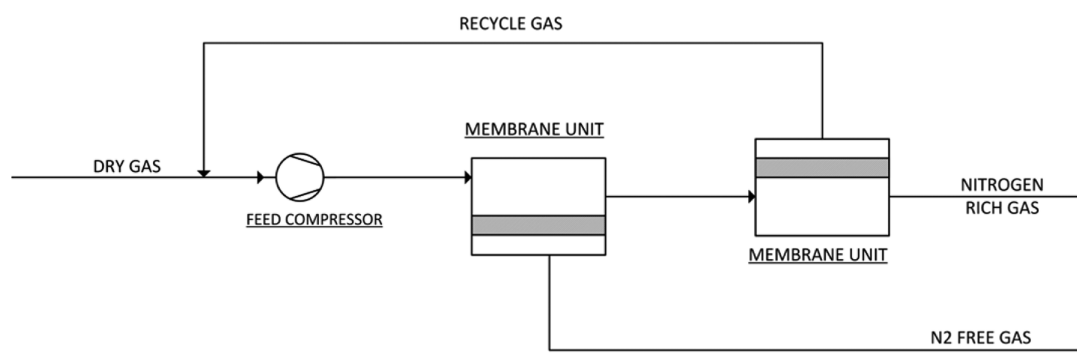 RECYCLE GAS
MEMBRANE UNIT
DRY GAS
FEED COMPRESSOR
NITROGEN
RICH GAS
MEMBRANE UNIT
N2 FREE GAS